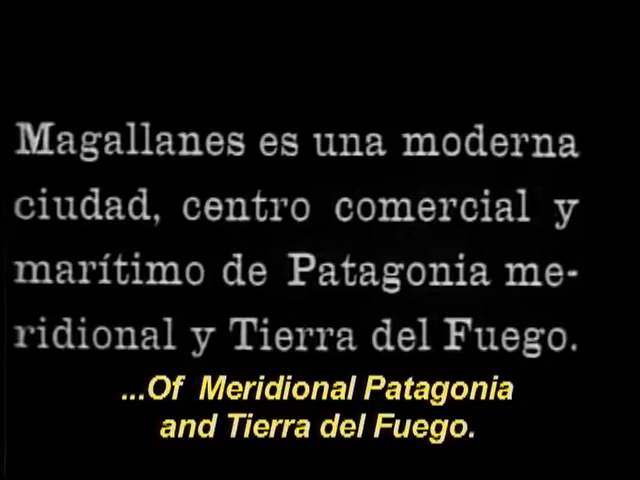 Magallanes es una moderna
ciudad, centro comercial y
marítimo de Patagonia me-
ridional y Tierra del Fuego.
...Of Meridional Patagonia
and Tierra del Fuego.